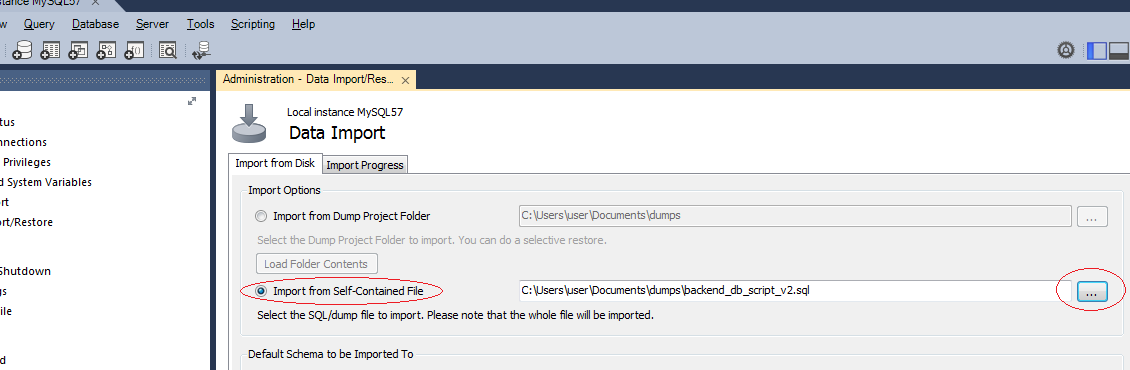 stance MySQL57 ×
w Query Database Server Tools Scripting Help
Administration - Data Import/Res... ×
Local instance MySQL57
Data Import
tus
nnections
Privileges
d System Variables
rt
rt/Restore
Shutdown
gs
ile
d
Import from Disk Import Progress
Import Options
Import from Dump Project Folder C:\Users\user\Documents\dumps ...
Select the Dump Project Folder to import. You can do a selective restore.
Load Folder Contents
Import from Self-Contained File C:\Users\user\Documents\dumps\backend_db_script_v2.sql ...
Select the SQL/dump file to import. Please note that the whole file will be imported.
Default Schema to be Imported To